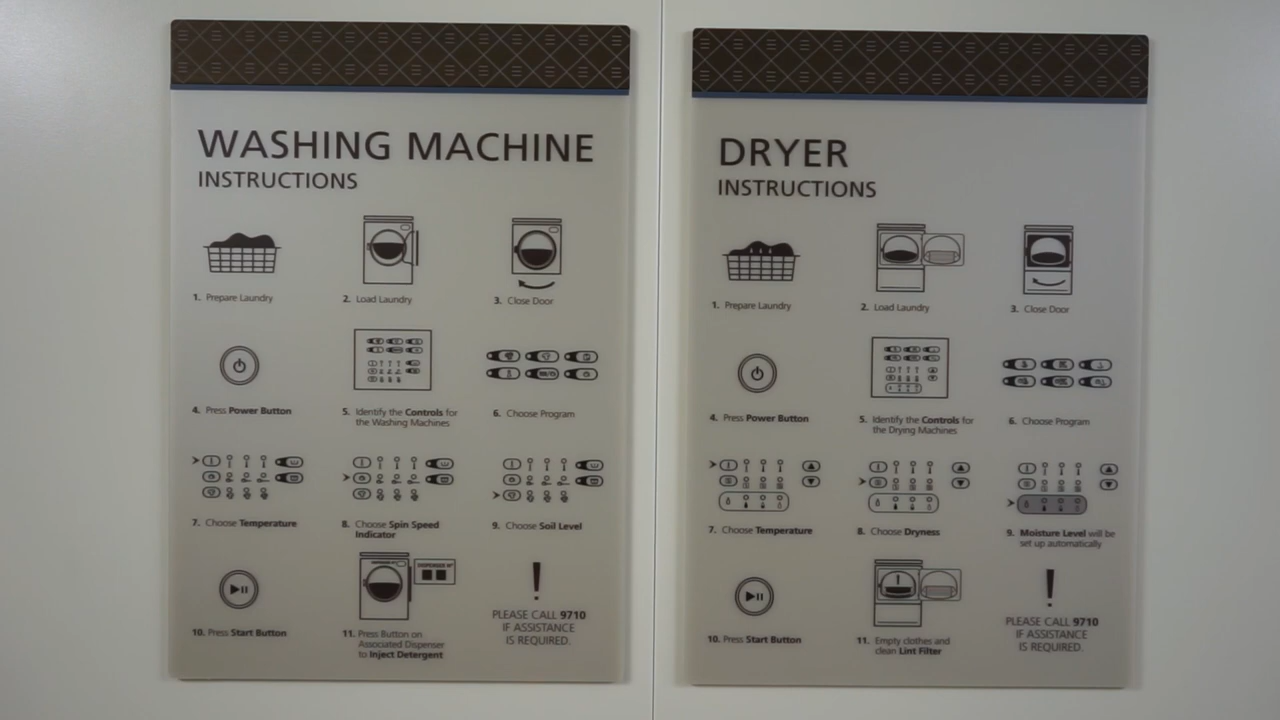 WASHING MACHINE
INSTRUCTIONS
1. Prepare Laundry
2. Load Laundry
3. Close Door
4. Press Power Button
5. Identify the Controls for
the Washing Machines
6. Choose Program
7. Choose Temperature
8. Choose Spin Speed
Indicator
9. Choose Soil Level
DISPENSER N°
10. Press Start Button
11. Press Button on
Associated Dispenser
to Inject Detergent
!
PLEASE CALL 9710
IF ASSISTANCE
IS REQUIRED.
DRYER
INSTRUCTIONS
1. Prepare Laundry
2. Load Laundry
3. Close Door
4. Press Power Button
5. Identify the Controls for
the Drying Machines
6. Choose Program
7. Choose Temperature
8. Choose Dryness
9. Moisture Level will be
set up automatically
10. Press Start Button
11. Empty clothes and
clean Lint Filter
!
PLEASE CALL 9710
IF ASSISTANCE
IS REQUIRED.